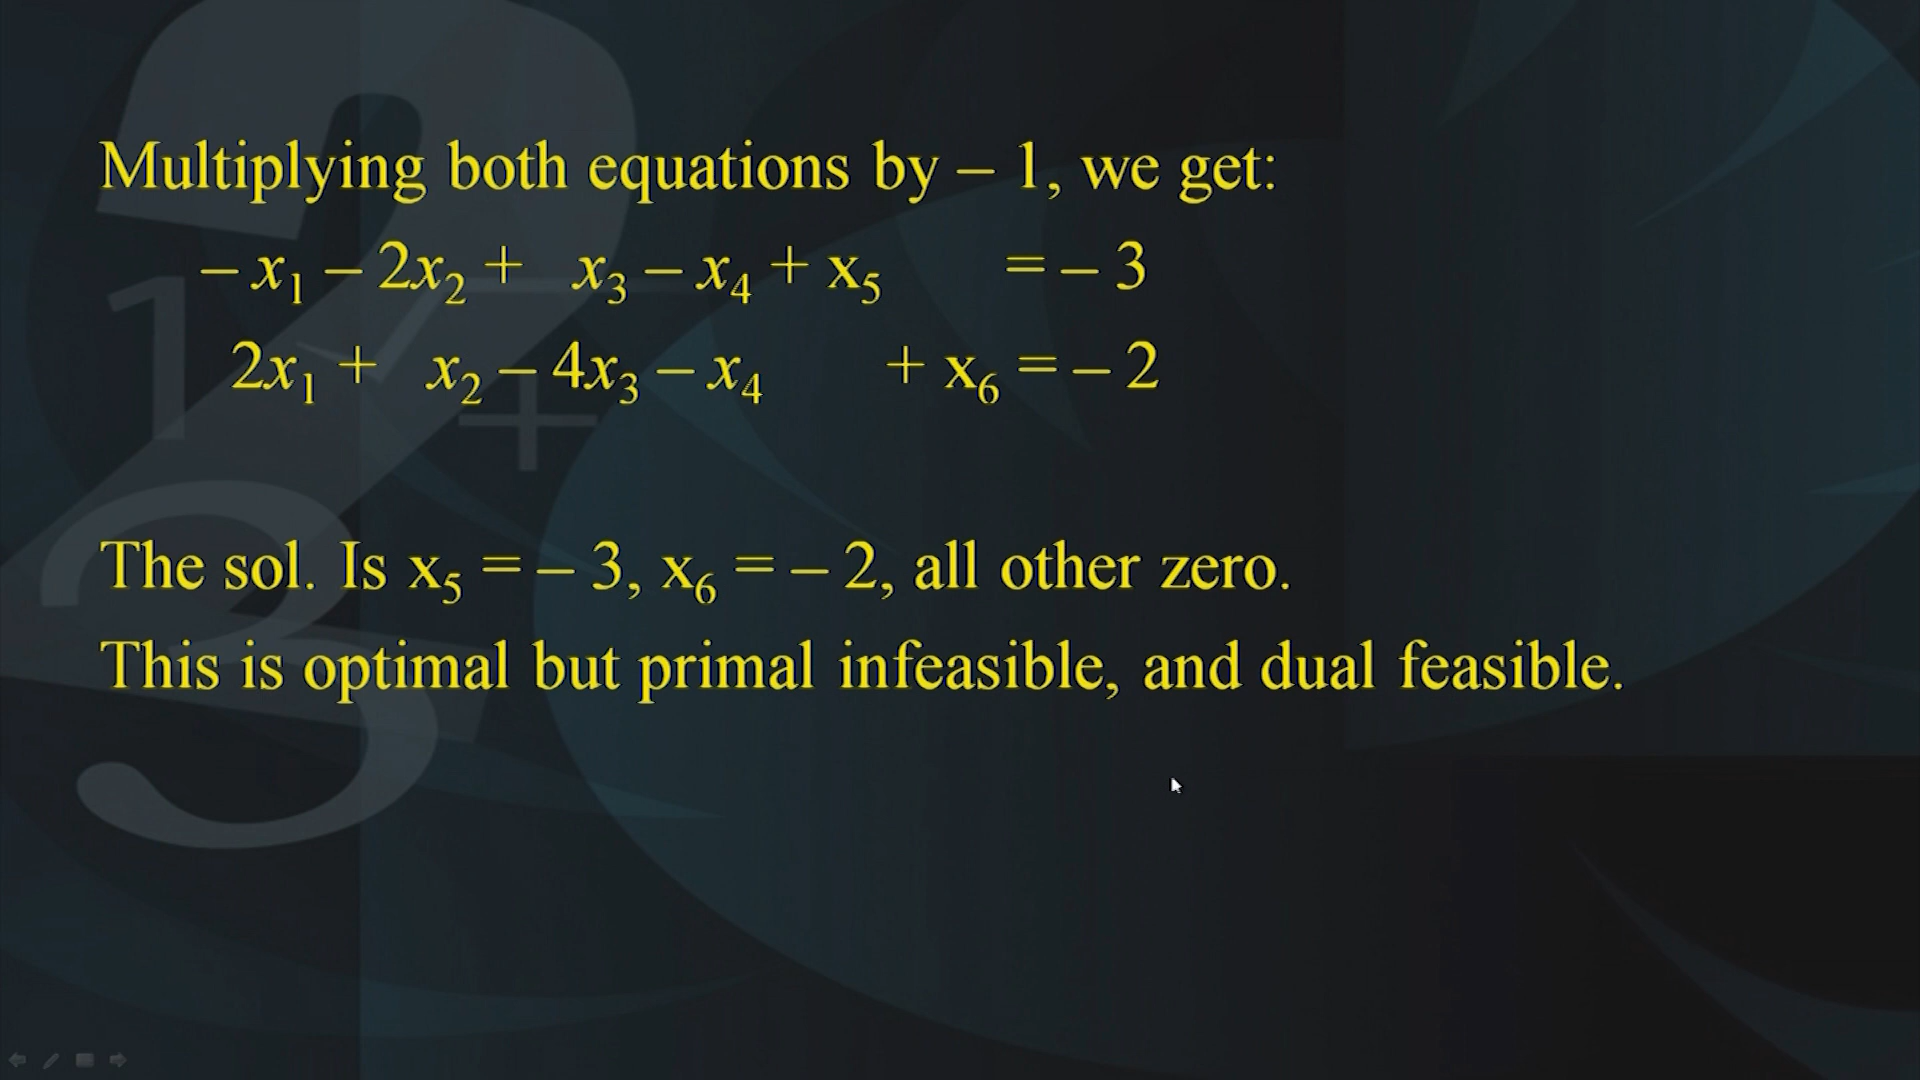 Multiplying both equations by – 1, we get:
– x₁ – 2x₂ + x₃ – x₄ + x₅ = – 3
2x₁ + x₂ – 4x₃ – x₄ + x₆ = – 2
The sol. Is x₅ = – 3, x₆ = – 2, all other zero.
This is optimal but primal infeasible, and dual feasible.